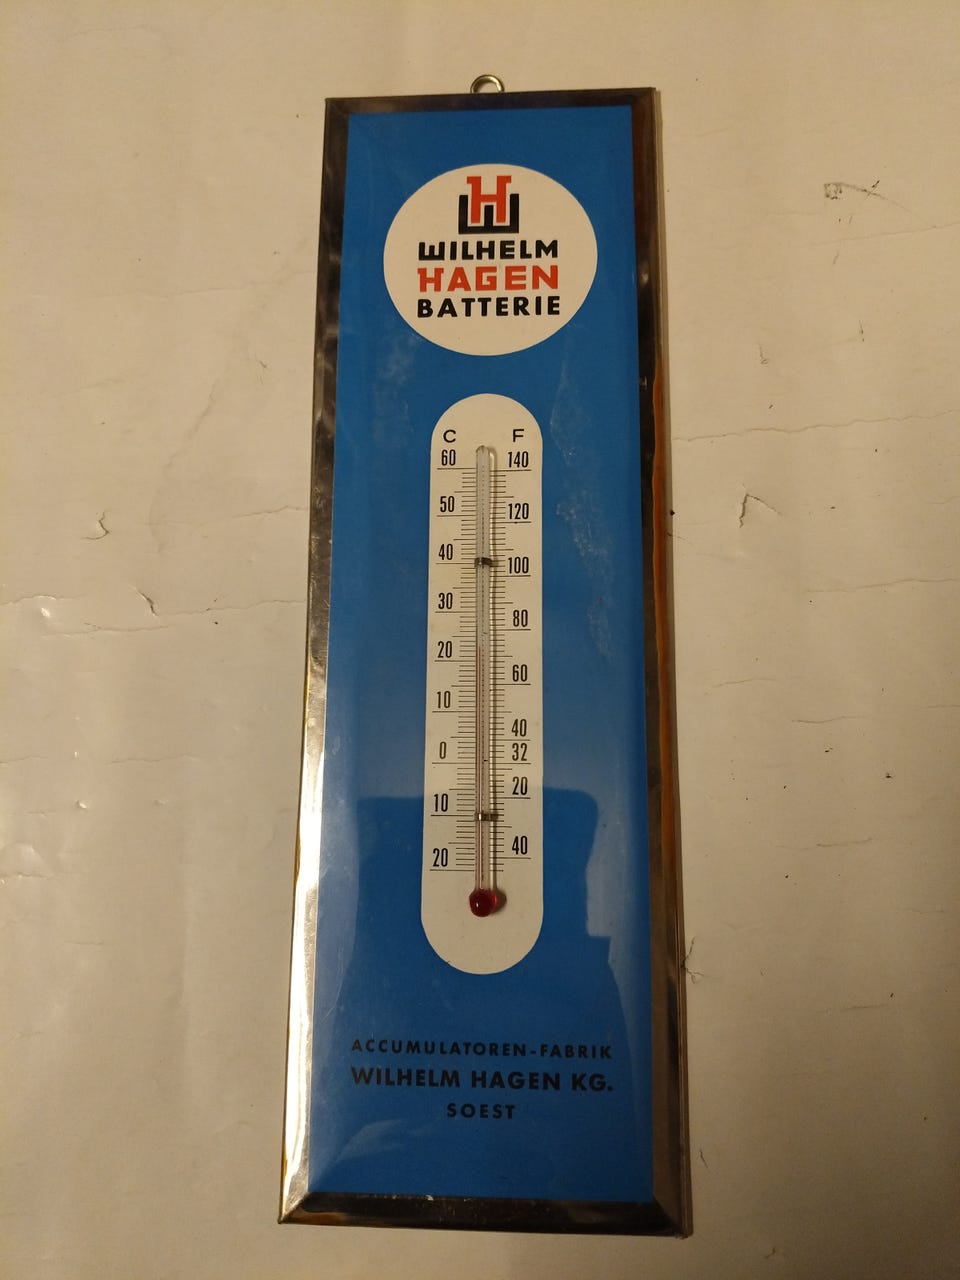 H
W
WILHELM
HAGEN
BATTERIE
C F
60 140
50 120
40 100
30 80
20 60
10 40
0 32
10 20
20 40
ACCUMULATOREN-FABRIK
WILHELM HAGEN KG.
SOEST